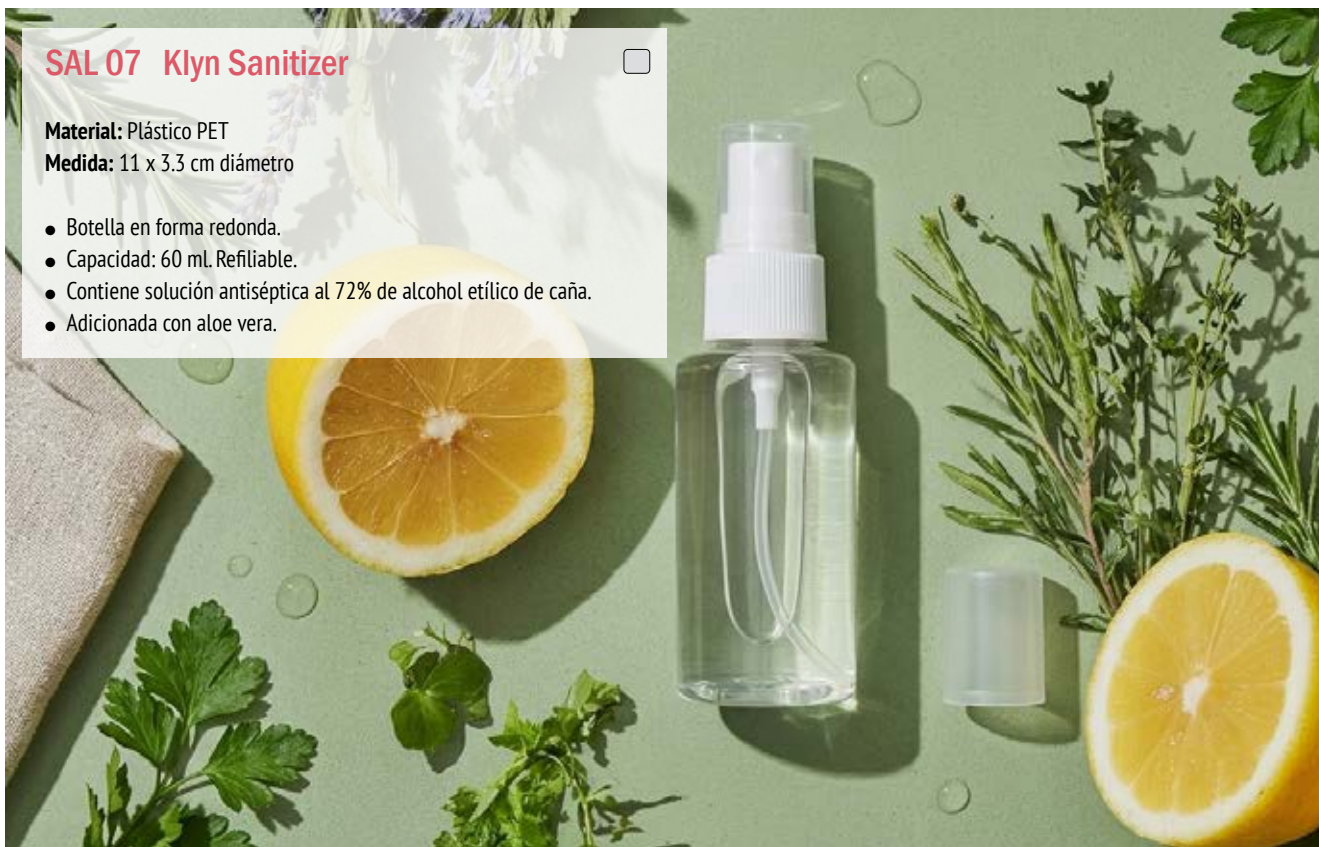 SAL 07 Klyn Sanitizer
Material: Plástico PET
Medida: 11 x 3.3 cm diámetro
● Botella en forma redonda.
● Capacidad: 60 ml. Refiliable.
● Contiene solución antiséptica al 72% de alcohol etílico de caña.
● Adicionada con aloe vera.